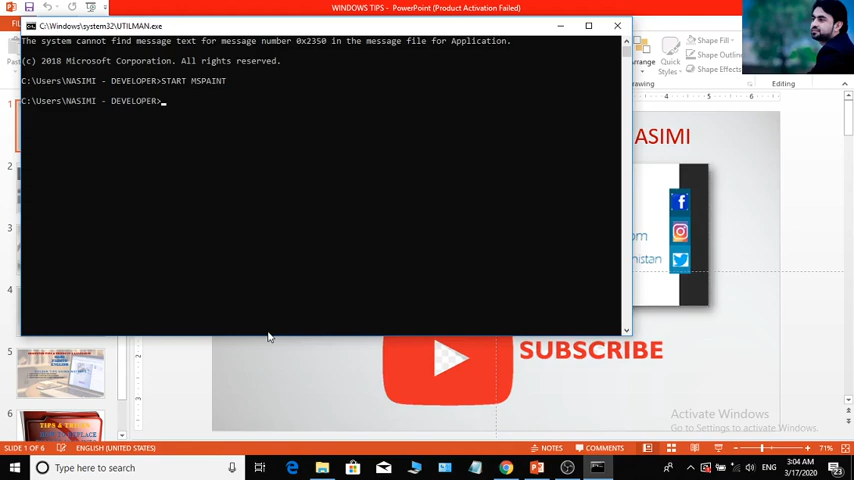 WINDOWS TIPS - PowerPoint (Product Activation Failed)
C:\Windows\system32\UTILMAN.exe
The system cannot find message text for message number 0x2350 in the message file for Application.
(c) 2018 Microsoft Corporation. All rights reserved.
C:\Users\NASIMI - DEVELOPER>START MSPAINT
C:\Users\NASIMI - DEVELOPER>
Shape Fill
Shape Outline
Shape Effects
Arrange
Quick
Styles
Editing
ASIMI
SUBSCRIBE
TIPS & TRICKS
Activate Windows
Go to Settings to activate Windows.
SLIDE 1 OF 6
ENGLISH (UNITED STATES)
NOTES
COMMENTS
71%
Type here to search
ENG
3:04 AM
3/17/2020
23